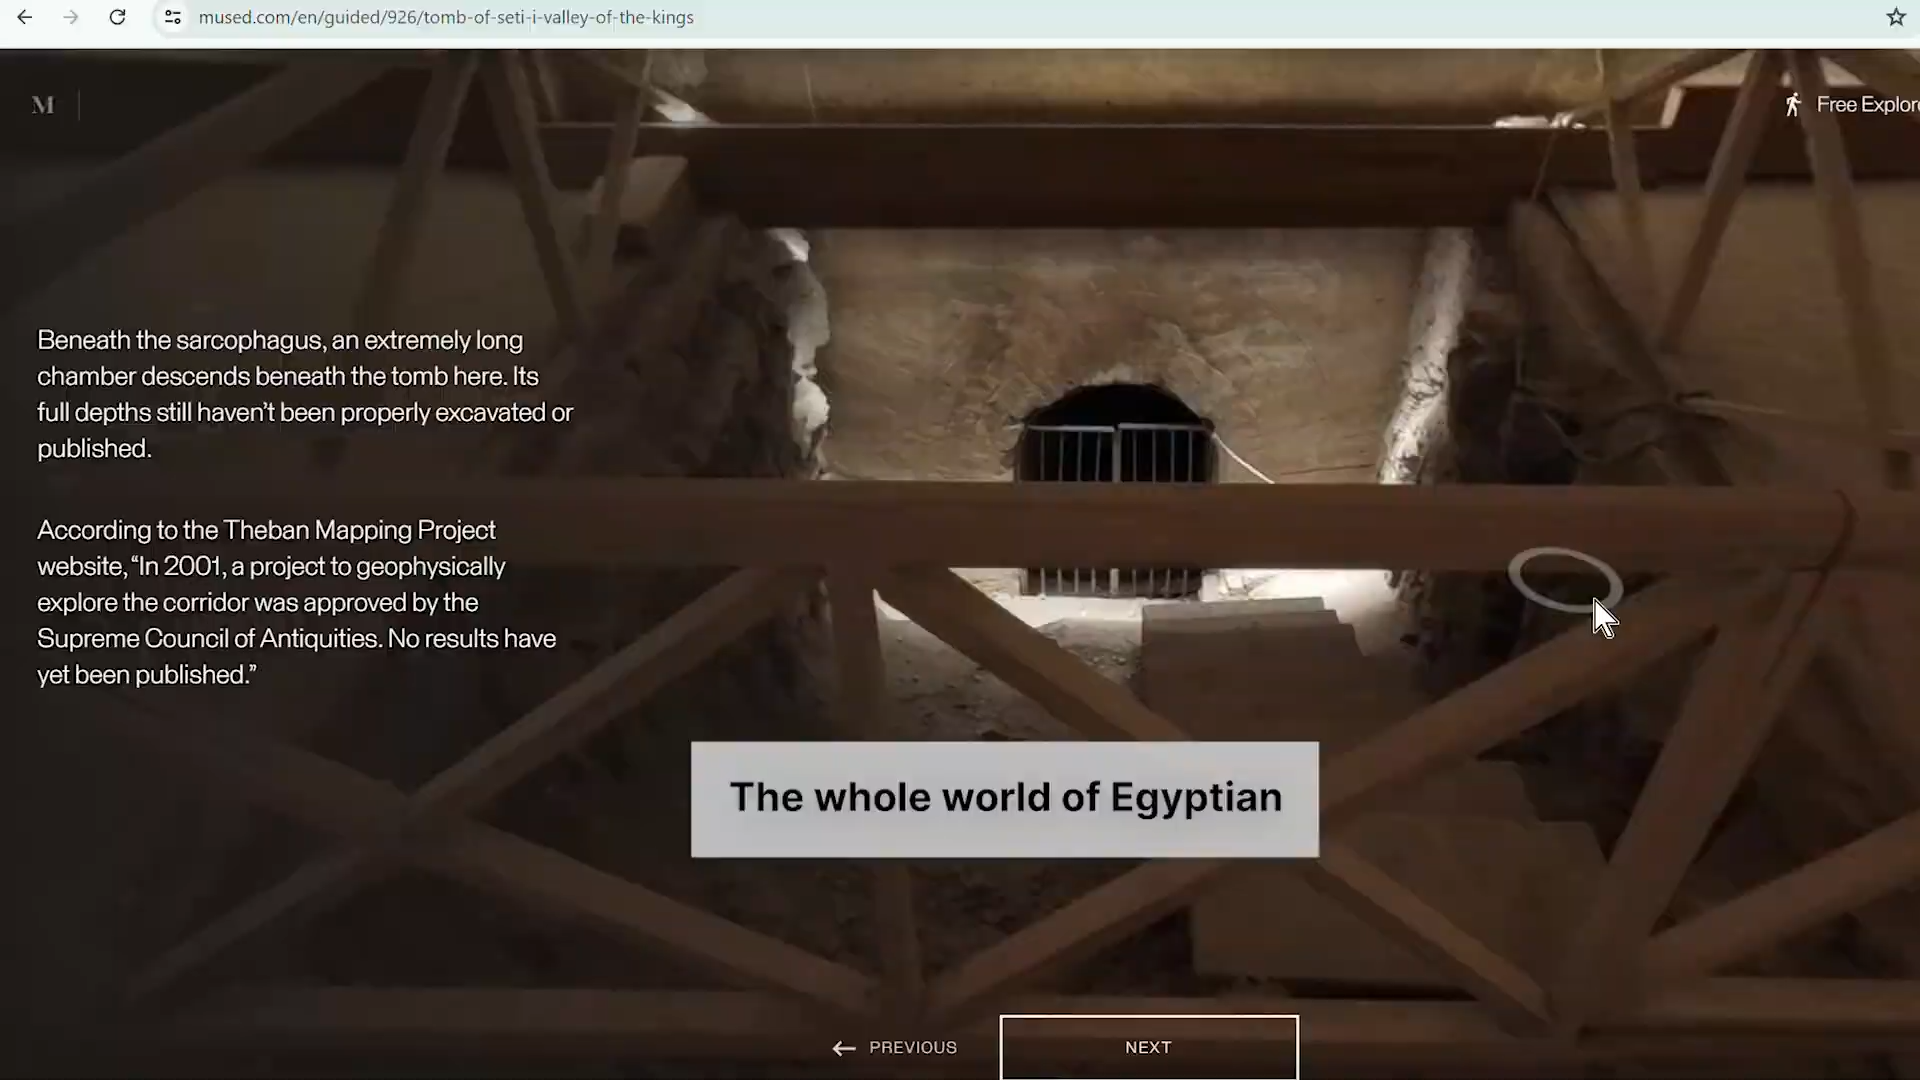 mused.com/en/guided/926/tomb-of-seti-i-valley-of-the-kings
M
Free Explor
Beneath the sarcophagus, an extremely long
chamber descends beneath the tomb here. Its
full depths still haven’t been properly excavated or
published.
According to the Theban Mapping Project
website, “In 2001, a project to geophysically
explore the corridor was approved by the
Supreme Council of Antiquities. No results have
yet been published.”
The whole world of Egyptian
PREVIOUS
NEXT